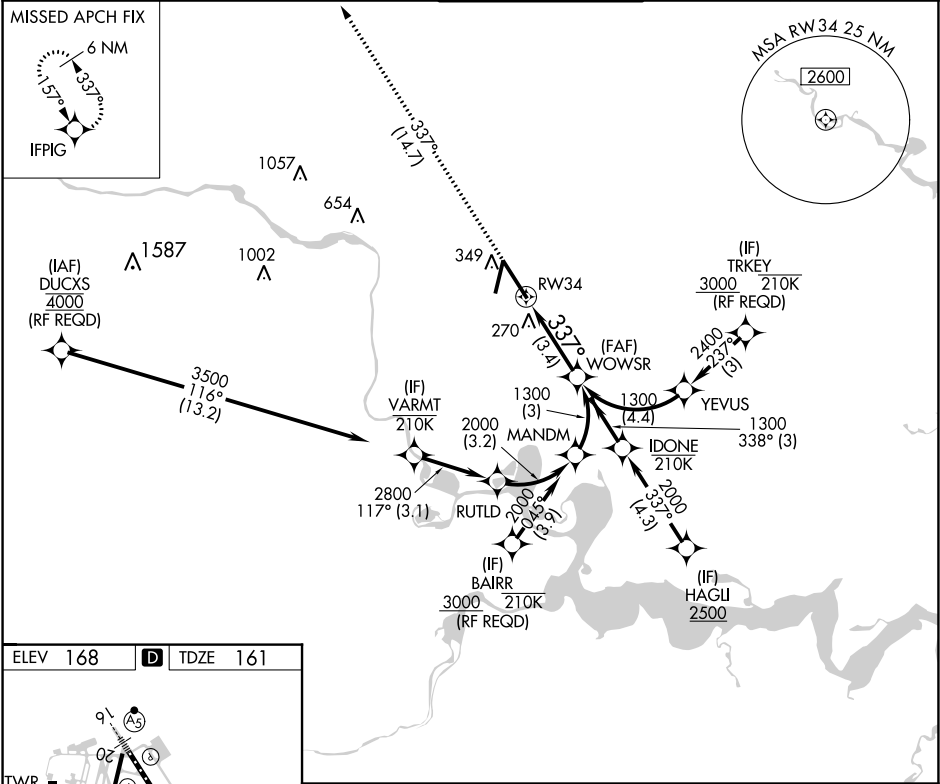 MISSED APCH FIX
6 NM
157°
337°
IFPIG
MSA RW34 25 NM
2600
337°
(14.7)
1057
654
1587
1002
349
(IAF)
DUCXS
4000
(RF REQD)
RW34
270
337°
(3.4)
(FAF)
WOWSR
(IF)
TRKEY
3000 210K
(RF REQD)
2400
237°
(3)
YEVUS
1300
(4.4)
1300
338° (3)
3500
116°
(13.2)
(IF)
VARMT
210K
1300
(3)
2000
(3.2)
MANDM
IDONE
210K
2800
117° (3.1)
RUTLD
2000
045°
(3.9)
2000
337°
(4.3)
(IF)
BAIRR
3000 210K
(RF REQD)
(IF)
HAGLI
2500
ELEV 168 D TDZE 161
16
A5
20
P
TWR